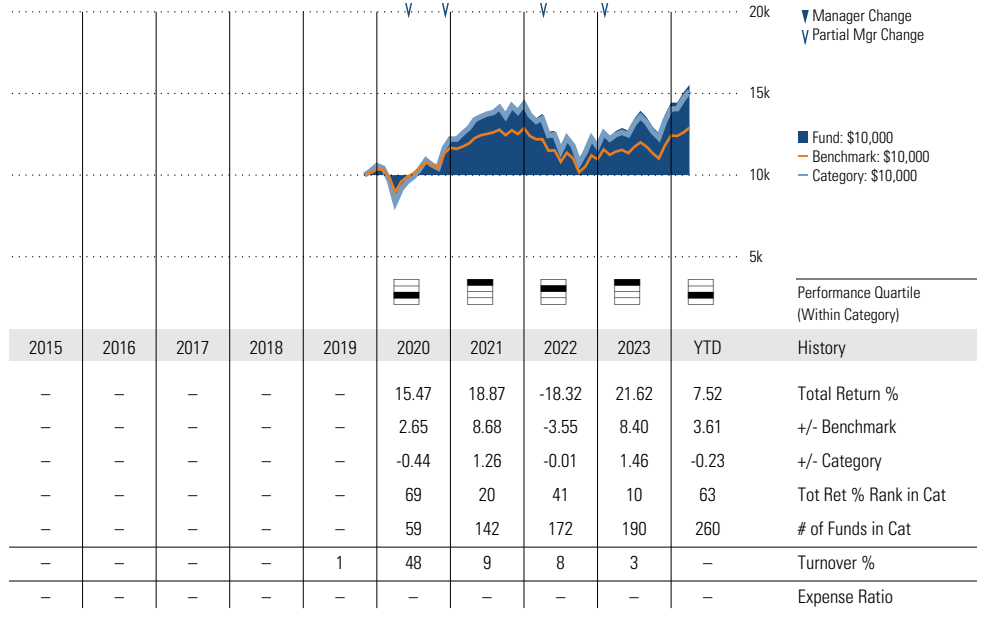 20k
Manager Change
Partial Mgr Change
15k
Fund: $10,000
Benchmark: $10,000
Category: $10,000
10k
5k
Performance Quartile
(Within Category)
2015 2016 2017 2018 2019 2020 2021 2022 2023 YTD History
– – – – – 15.47 18.87 -18.32 21.62 7.52 Total Return %
– – – – – 2.65 8.68 -3.55 8.40 3.61 +/- Benchmark
– – – – – -0.44 1.26 -0.01 1.46 -0.23 +/- Category
– – – – – 69 20 41 10 63 Tot Ret % Rank in Cat
– – – – – 59 142 172 190 260 # of Funds in Cat
– – – – 1 48 9 8 3 – Turnover %
– – – – – – – – – – Expense Ratio